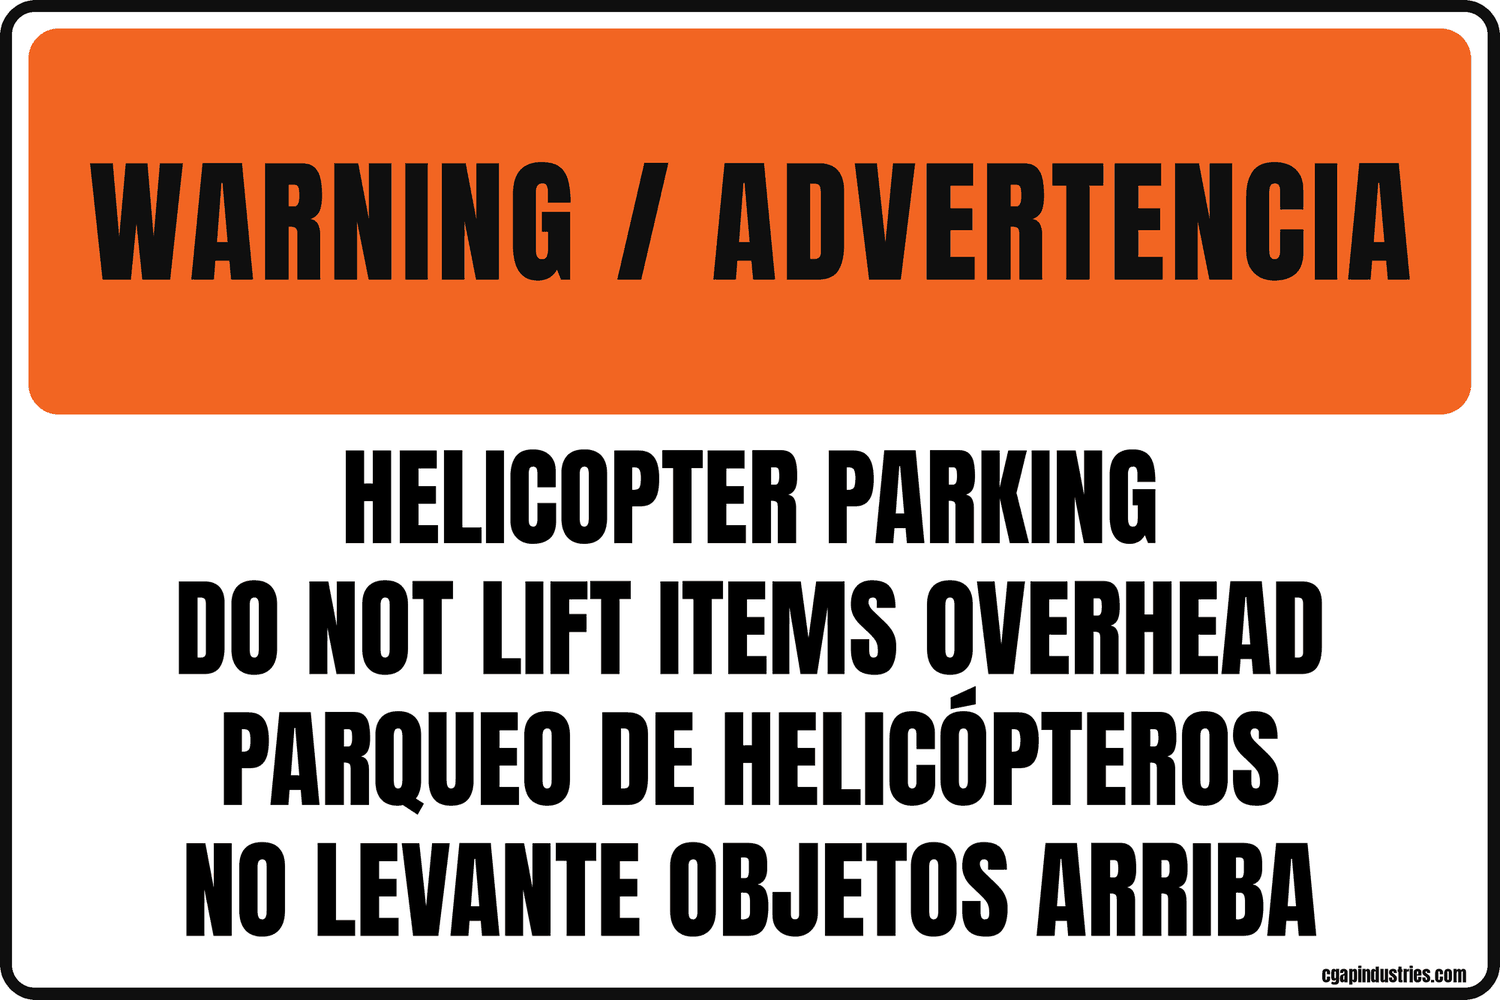 WARNING / ADVERTENCIA
HELICOPTER PARKING
DO NOT LIFT ITEMS OVERHEAD
PARQUEO DE HELICÓPTEROS
NO LEVANTE OBJETOS ARRIBA
cgapindustries.com